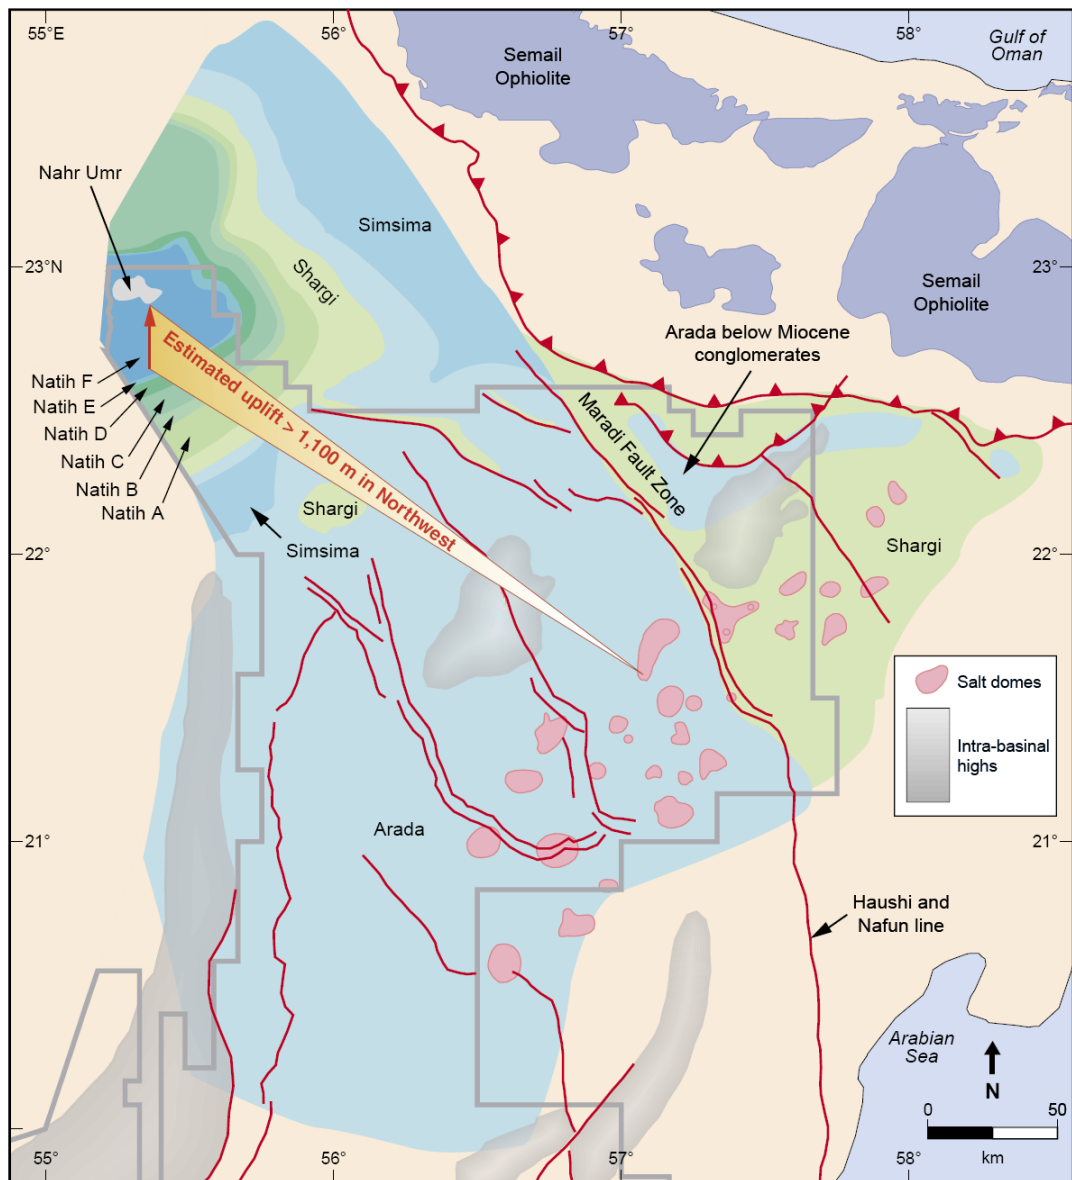 55°E
56°
57°
58°
Gulf of
Oman
Semail
Ophiolite
Nahr Umr
Simsima
23°N
23°
Shargi
Semail
Ophiolite
Arada below Miocene
conglomerates
Estimated uplift > 1,100 m in Northwest
Natih F
Natih E
Natih D
Natih C
Natih B
Natih A
Maradi Fault Zone
Shargi
Simsima
Shargi
22°
22°
Salt domes
Intra-basinal
highs
Arada
21°
21°
Haushi and
Nafun line
Arabian
Sea
N
0 50
km
55°
56°
57°
58°